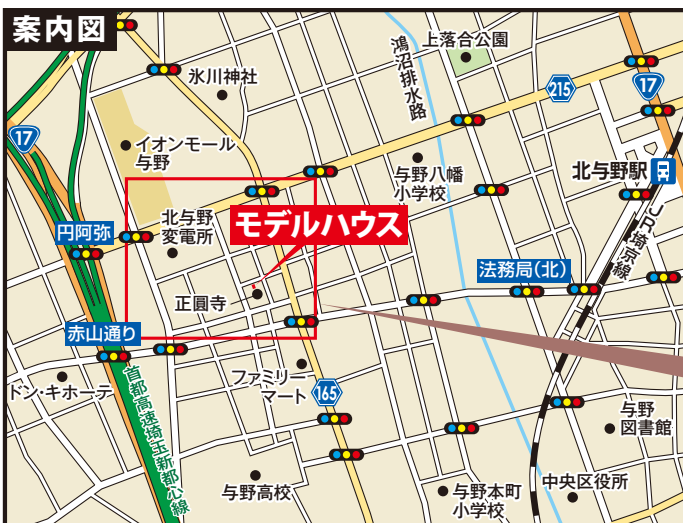 案内図
鴻沼排水路
上落合公園
氷川神社
215
17
17
イオンモール
与野
与野八幡
小学校
北与野駅
北与野
変電所
モデルハウス
円阿弥
JR埼京線
法務局(北)
正圓寺
赤山通り
ドン・キホーテ
首都高速埼玉新都心線
ファミリー
マート
165
与野
図書館
与野高校
与野本町
小学校
中央区役所